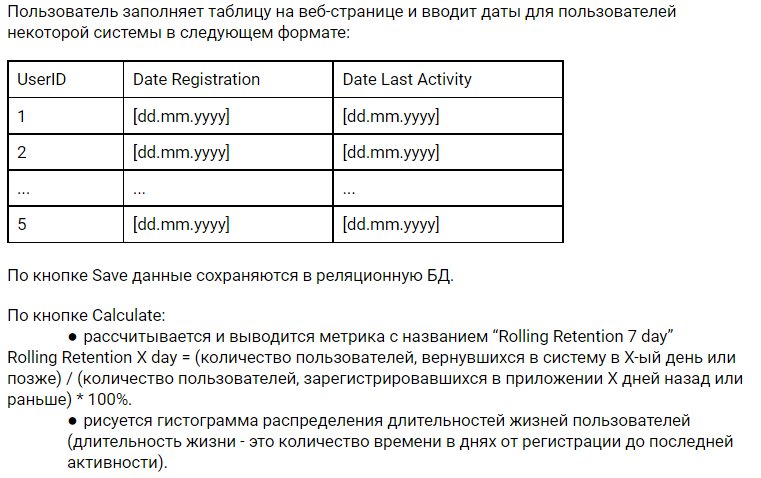 Пользователь заполняет таблицу на веб-странице и вводит даты для пользователей
некоторой системы в следующем формате:
UserID Date Registration Date Last Activity
1 [dd.mm.yyyy] [dd.mm.yyyy]
2 [dd.mm.yyyy] [dd.mm.yyyy]
... ... ...
5 [dd.mm.yyyy] [dd.mm.yyyy]
По кнопке Save данные сохраняются в реляционную БД.
По кнопке Calculate:
● рассчитывается и выводится метрика с названием “Rolling Retention 7 day”
Rolling Retention X day = (количество пользователей, вернувшихся в систему в X-ый день или
позже) / (количество пользователей, зарегистрировавшихся в приложении X дней назад или
раньше) * 100%.
● рисуется гистограмма распределения длительностей жизней пользователей
(длительность жизни - это количество времени в днях от регистрации до последней
активности).